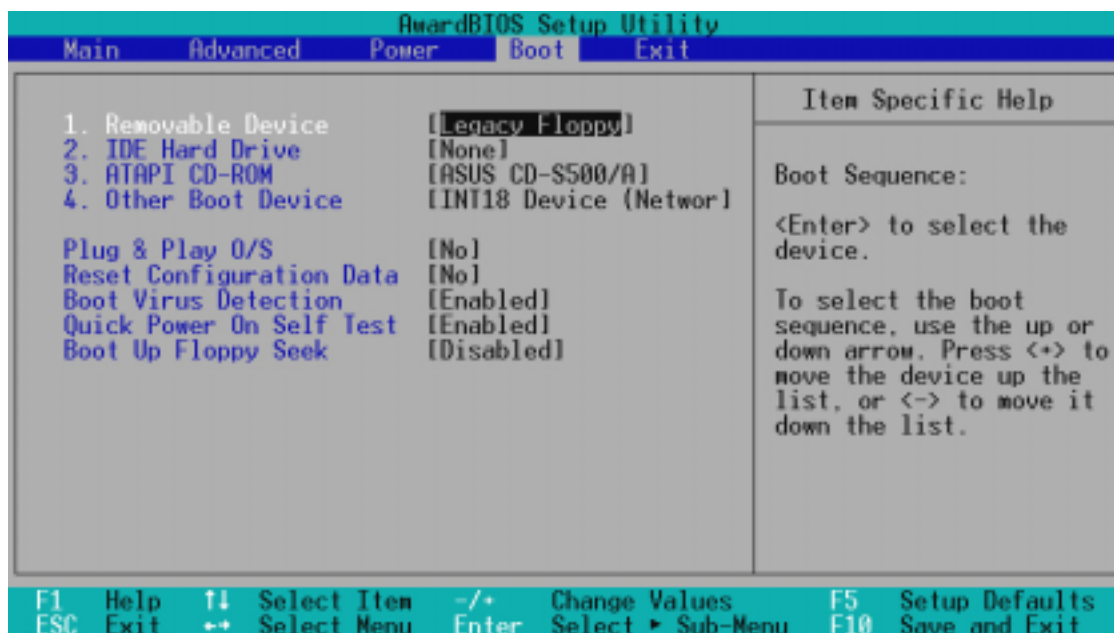 AwardBIOS Setup Utility
Main Advanced Power Boot Exit
1. Removable Device [Legacy Floppy]
2. IDE Hard Drive [None]
3. ATAPI CD-ROM [ASUS CD-S500/A]
4. Other Boot Device [INT18 Device (Networ]
Plug & Play O/S [No]
Reset Configuration Data [No]
Boot Virus Detection [Enabled]
Quick Power On Self Test [Enabled]
Boot Up Floppy Seek [Disabled]
Item Specific Help
Boot Sequence:
<Enter> to select the
device.
To select the boot
sequence, use the up or
down arrow. Press <+> to
move the device up the
list, or <-> to move it
down the list.
F1 Help ↑↓ Select Item -/+ Change Values F5 Setup Defaults
ESC Exit ←→ Select Menu Enter Select ► Sub-Menu F10 Save and Exit